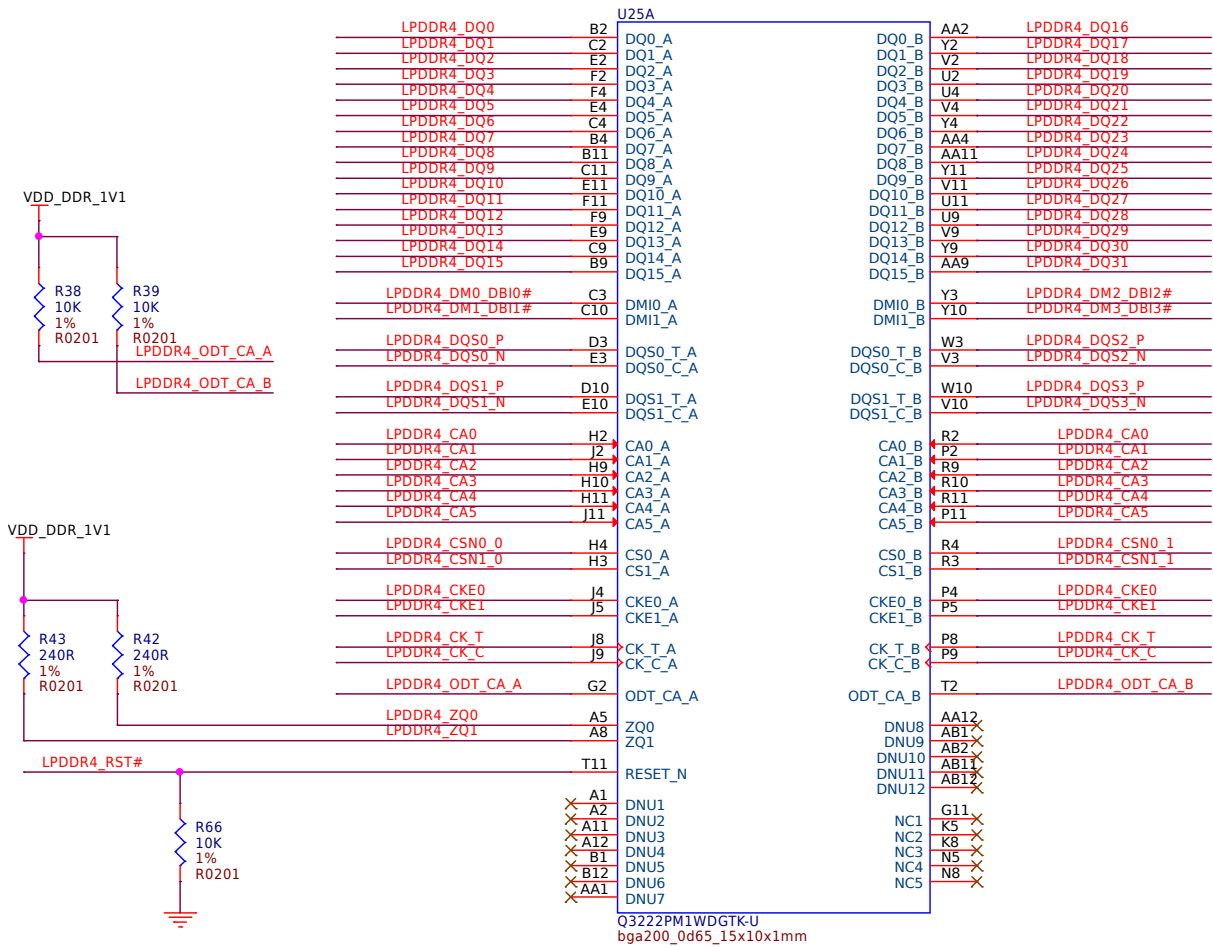 U25A
LPDDR4_DQ0 B2 DQ0_A DQ0_B AA2 LPDDR4_DQ16
LPDDR4_DQ1 C2 DQ1_A DQ1_B Y2 LPDDR4_DQ17
LPDDR4_DQ2 E2 DQ2_A DQ2_B V2 LPDDR4_DQ18
LPDDR4_DQ3 F2 DQ3_A DQ3_B U2 LPDDR4_DQ19
LPDDR4_DQ4 F4 DQ4_A DQ4_B U4 LPDDR4_DQ20
LPDDR4_DQ5 E4 DQ5_A DQ5_B V4 LPDDR4_DQ21
LPDDR4_DQ6 C4 DQ6_A DQ6_B Y4 LPDDR4_DQ22
LPDDR4_DQ7 B4 DQ7_A DQ7_B AA4 LPDDR4_DQ23
LPDDR4_DQ8 B11 DQ8_A DQ8_B AA11 LPDDR4_DQ24
LPDDR4_DQ9 C11 DQ9_A DQ9_B Y11 LPDDR4_DQ25
LPDDR4_DQ10 E11 DQ10_A DQ10_B V11 LPDDR4_DQ26
LPDDR4_DQ11 F11 DQ11_A DQ11_B U11 LPDDR4_DQ27
LPDDR4_DQ12 F9 DQ12_A DQ12_B U9 LPDDR4_DQ28
LPDDR4_DQ13 E9 DQ13_A DQ13_B V9 LPDDR4_DQ29
LPDDR4_DQ14 C9 DQ14_A DQ14_B Y9 LPDDR4_DQ30
LPDDR4_DQ15 B9 DQ15_A DQ15_B AA9 LPDDR4_DQ31
VDD_DDR_1V1
R38 R39
10K 10K
1% 1%
R0201 R0201
LPDDR4_ODT_CA_A
LPDDR4_ODT_CA_B
LPDDR4_DM0_DBI0# C3 DMI0_A DMI0_B Y3 LPDDR4_DM2_DBI2#
LPDDR4_DM1_DBI1# C10 DMI1_A DMI1_B Y10 LPDDR4_DM3_DBI3#
LPDDR4_DQS0_P D3 DQS0_T_A DQS0_T_B W3 LPDDR4_DQS2_P
LPDDR4_DQS0_N E3 DQS0_C_A DQS0_C_B V3 LPDDR4_DQS2_N
LPDDR4_DQS1_P D10 DQS1_T_A DQS1_T_B W10 LPDDR4_DQS3_P
LPDDR4_DQS1_N E10 DQS1_C_A DQS1_C_B V10 LPDDR4_DQS3_N
LPDDR4_CA0 H2 CA0_A CA0_B R2 LPDDR4_CA0
LPDDR4_CA1 J2 CA1_A CA1_B P2 LPDDR4_CA1
LPDDR4_CA2 H9 CA2_A CA2_B R9 LPDDR4_CA2
LPDDR4_CA3 H10 CA3_A CA3_B R10 LPDDR4_CA3
LPDDR4_CA4 H11 CA4_A CA4_B R11 LPDDR4_CA4
LPDDR4_CA5 J11 CA5_A CA5_B P11 LPDDR4_CA5
LPDDR4_CSN0_0 H4 CS0_A CS0_B R4 LPDDR4_CSN0_1
LPDDR4_CSN1_0 H3 CS1_A CS1_B R3 LPDDR4_CSN1_1
LPDDR4_CKE0 J4 CKE0_A CKE0_B P4 LPDDR4_CKE0
LPDDR4_CKE1 J5 CKE1_A CKE1_B P5 LPDDR4_CKE1
LPDDR4_CK_T J8 CK_T_A CK_T_B P8 LPDDR4_CK_T
LPDDR4_CK_C J9 CK_C_A CK_C_B P9 LPDDR4_CK_C
LPDDR4_ODT_CA_A G2 ODT_CA_A ODT_CA_B T2 LPDDR4_ODT_CA_B
VDD_DDR_1V1
R43 R42
240R 240R
1% 1%
R0201 R0201
LPDDR4_ZQ0 A5 ZQ0 DNU8 AA12
LPDDR4_ZQ1 A8 ZQ1 DNU9 AB1
DNU10 AB2
LPDDR4_RST# T11 RESET_N DNU11 AB11
DNU12 AB12
A1 DNU1
A2 DNU2 NC1 G11
A11 DNU3 NC2 K5
A12 DNU4 NC3 K8
B1 DNU5 NC4 N5
B12 DNU6 NC5 N8
AA1 DNU7
R66
10K
1%
R0201
Q3222PM1WDGTK-U
bga200_0d65_15x10x1mm